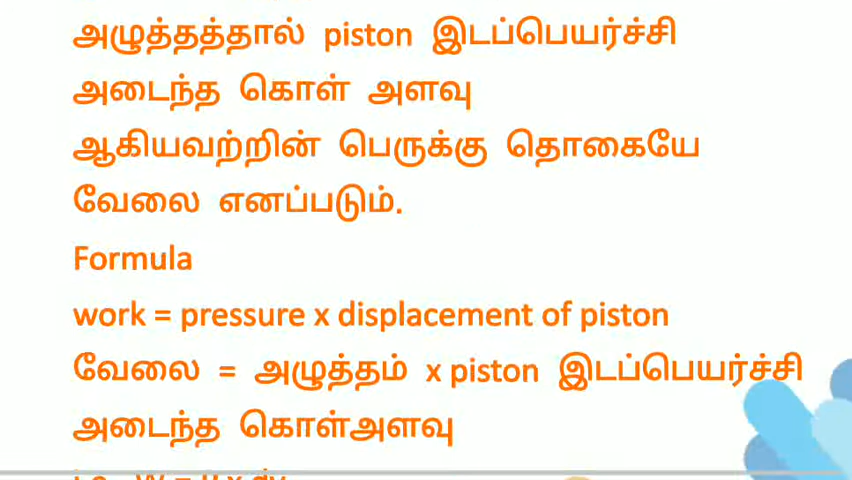 அழுத்தத்தால் piston இடப்பெயர்ச்சி
அடைந்த கொள் அளவு
ஆகியவற்றின் பெருக்கு தொகையே
வேலை எனப்படும்.
Formula
work = pressure x displacement of piston
வேலை = அழுத்தம் x piston இடப்பெயர்ச்சி
அடைந்த கொள்அளவு